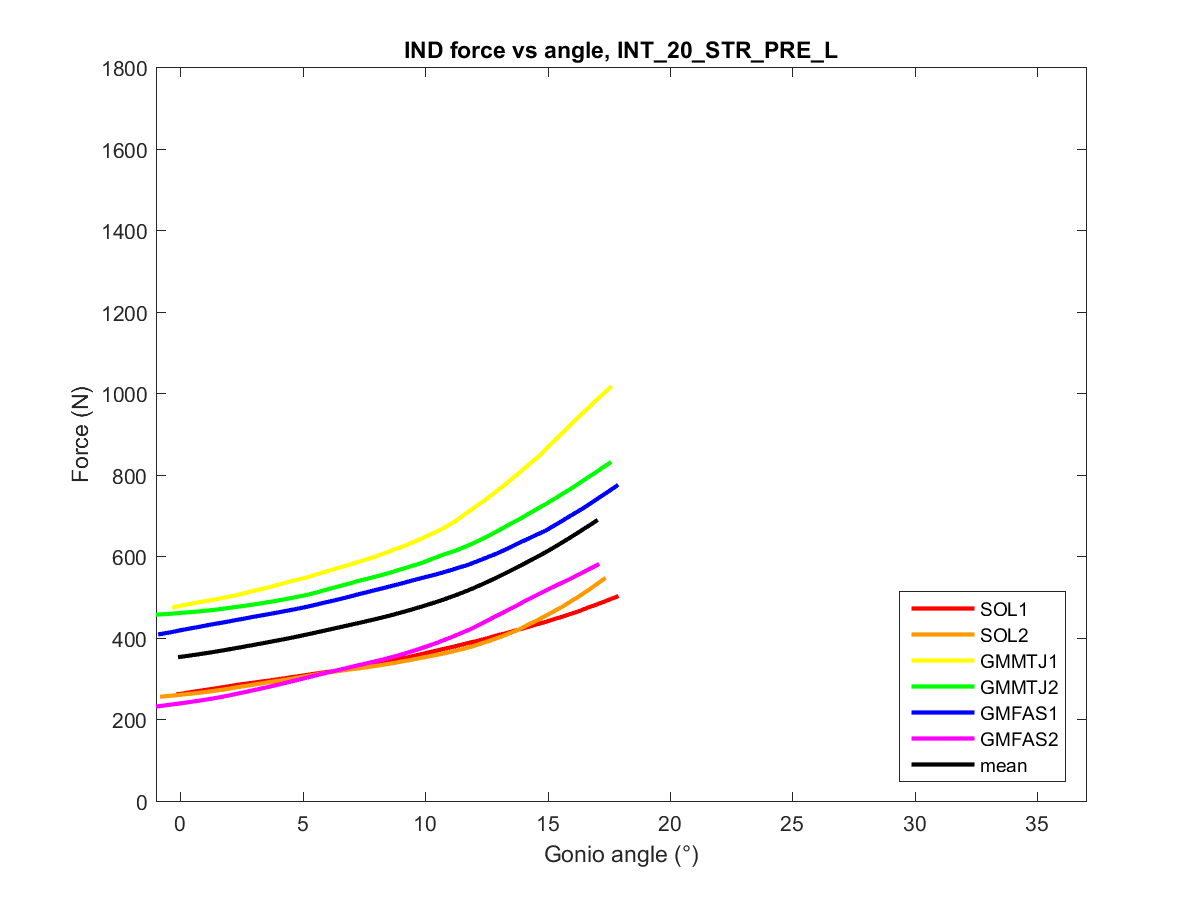 IND force vs angle, INT_20_STR_PRE_L
1800
1600
1400
1200
1000
800
600
400
200
0
Force (N)
0 5 10 15 20 25 30 35
Gonio angle (°)
SOL1
SOL2
GMMTJ1
GMMTJ2
GMFAS1
GMFAS2
mean